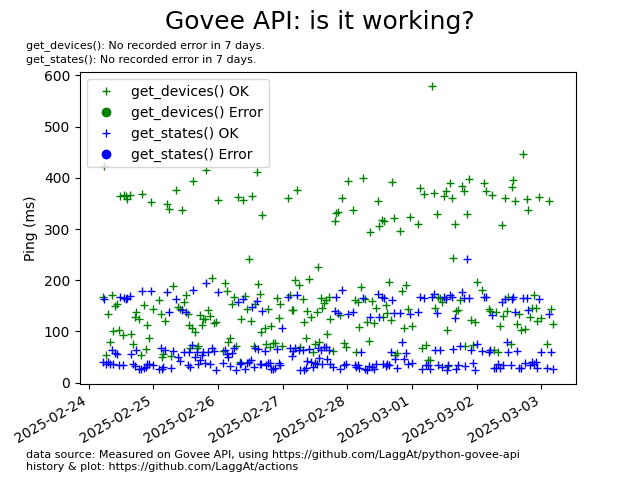 Govee API: is it working?
get_devices(): No recorded error in 7 days.
get_states(): No recorded error in 7 days.
get_devices() OK
get_devices() Error
get_states() OK
get_states() Error
600
500
400
300
200
100
0
Ping (ms)
2025-02-24
2025-02-25
2025-02-26
2025-02-27
2025-02-28
2025-03-01
2025-03-02
2025-03-03
data source: Measured on Govee API, using https://github.com/LaggAt/python-govee-api
history & plot: https://github.com/LaggAt/actions